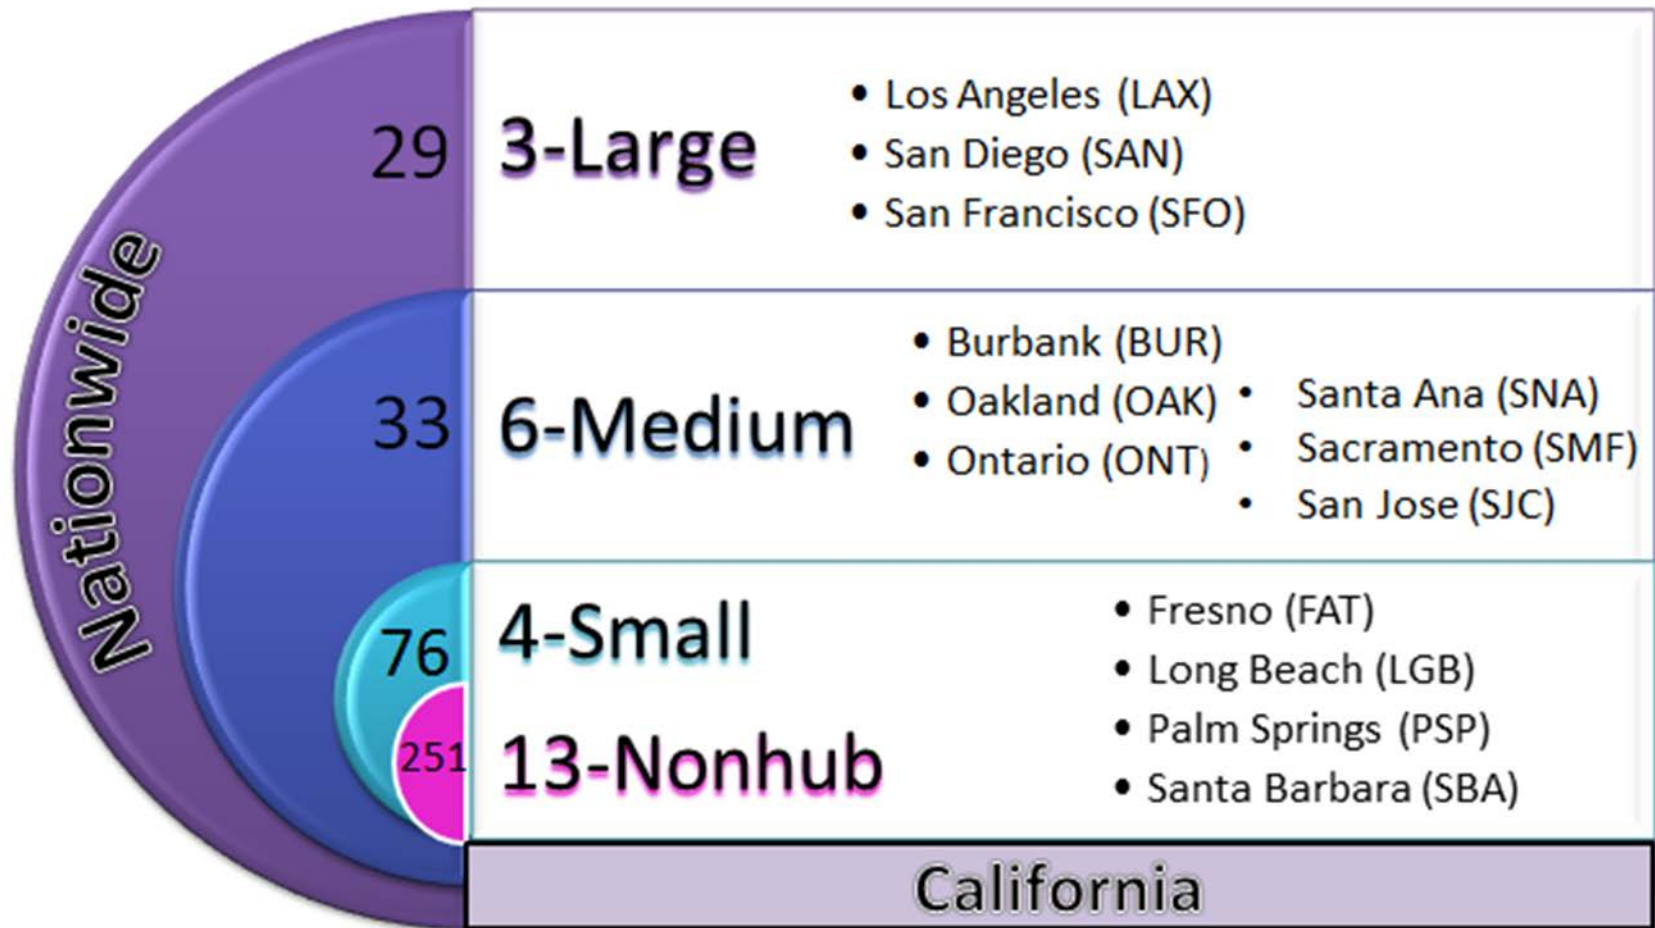 Nationwide
29
3-Large
• Los Angeles (LAX)
• San Diego (SAN)
• San Francisco (SFO)
33
6-Medium
• Burbank (BUR)
• Oakland (OAK)
• Ontario (ONT)
• Santa Ana (SNA)
• Sacramento (SMF)
• San Jose (SJC)
76
4-Small
251
13-Nonhub
• Fresno (FAT)
• Long Beach (LGB)
• Palm Springs (PSP)
• Santa Barbara (SBA)
California